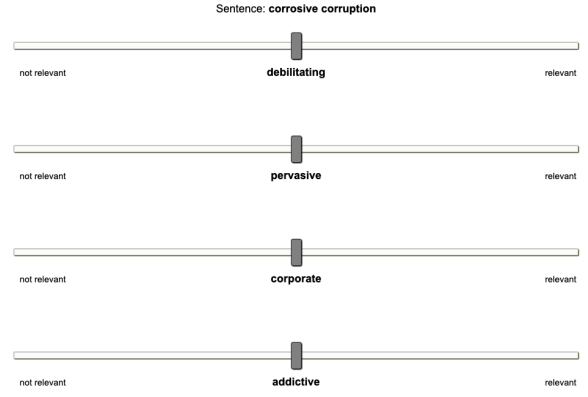 Sentence: corrosive corruption
not relevant debilitating relevant
not relevant pervasive relevant
not relevant corporate relevant
not relevant addictive relevant